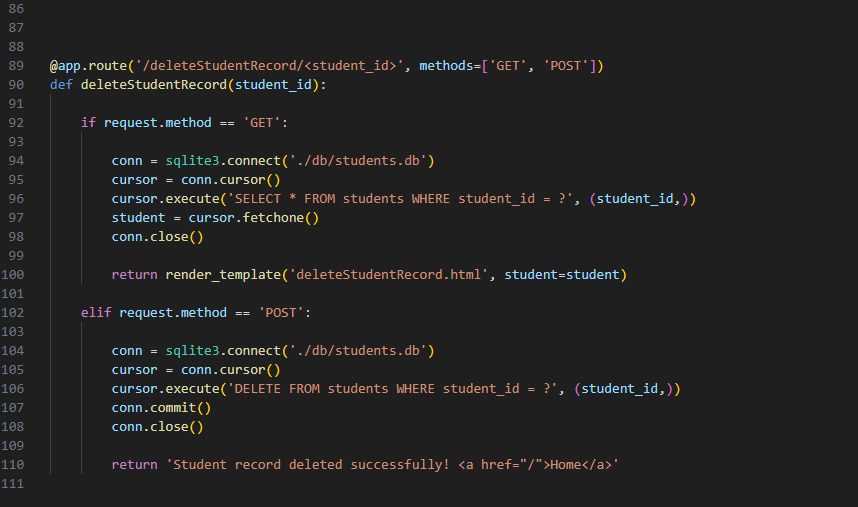 86
87
88
89 @app.route('/deleteStudentRecord/<student_id>', methods=['GET', 'POST'])
90 def deleteStudentRecord(student_id):
91
92 if request.method == 'GET':
93
94 conn = sqlite3.connect('./db/students.db')
95 cursor = conn.cursor()
96 cursor.execute('SELECT * FROM students WHERE student_id = ?', (student_id,))
97 student = cursor.fetchone()
98 conn.close()
99
100 return render_template('deleteStudentRecord.html', student=student)
101
102 elif request.method == 'POST':
103
104 conn = sqlite3.connect('./db/students.db')
105 cursor = conn.cursor()
106 cursor.execute('DELETE FROM students WHERE student_id = ?', (student_id,))
107 conn.commit()
108 conn.close()
109
110 return 'Student record deleted successfully! <a href="/">Home</a>'
111